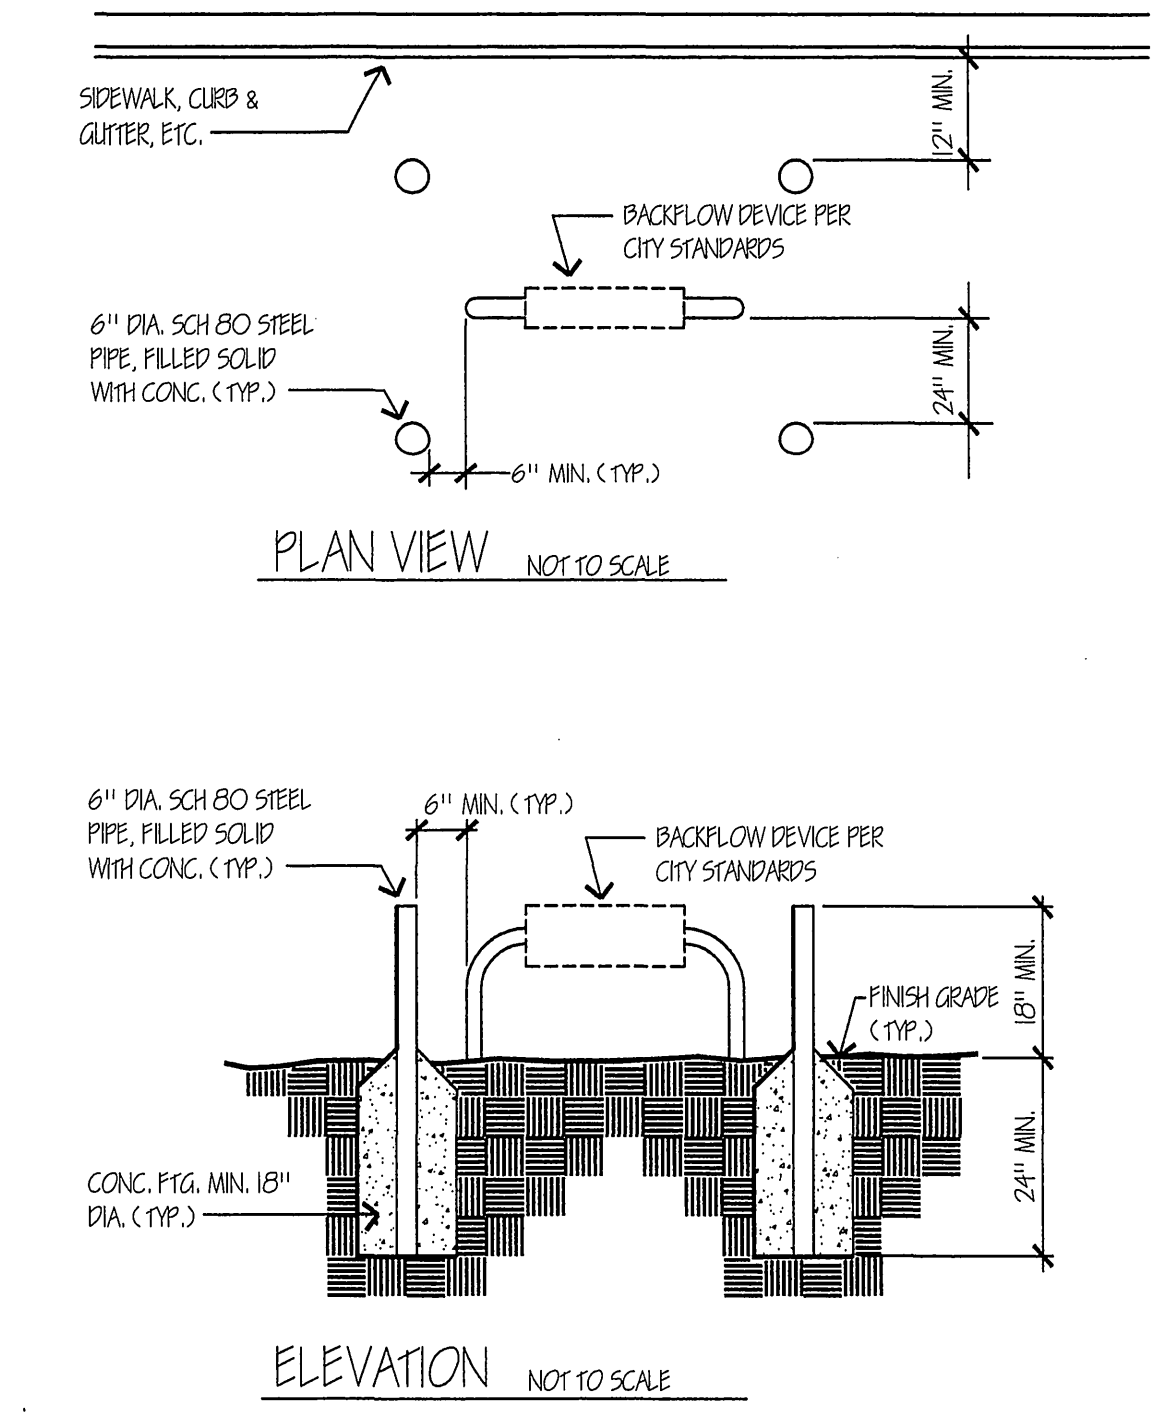 SIDEWALK, CURB &
GUTTER, ETC.
12" MIN.
BACKFLOW DEVICE PER
CITY STANDARDS
6" DIA. SCH 80 STEEL
PIPE, FILLED SOLID
WITH CONC. (TYP.)
24" MIN.
6" MIN. (TYP.)
PLAN VIEW NOT TO SCALE
6" DIA. SCH 80 STEEL
PIPE, FILLED SOLID
WITH CONC. (TYP.)
6" MIN. (TYP.)
BACKFLOW DEVICE PER
CITY STANDARDS
FINISH GRADE
(TYP.)
18" MIN.
24" MIN.
CONC. FTG. MIN. 18"
DIA. (TYP.)
ELEVATION NOT TO SCALE